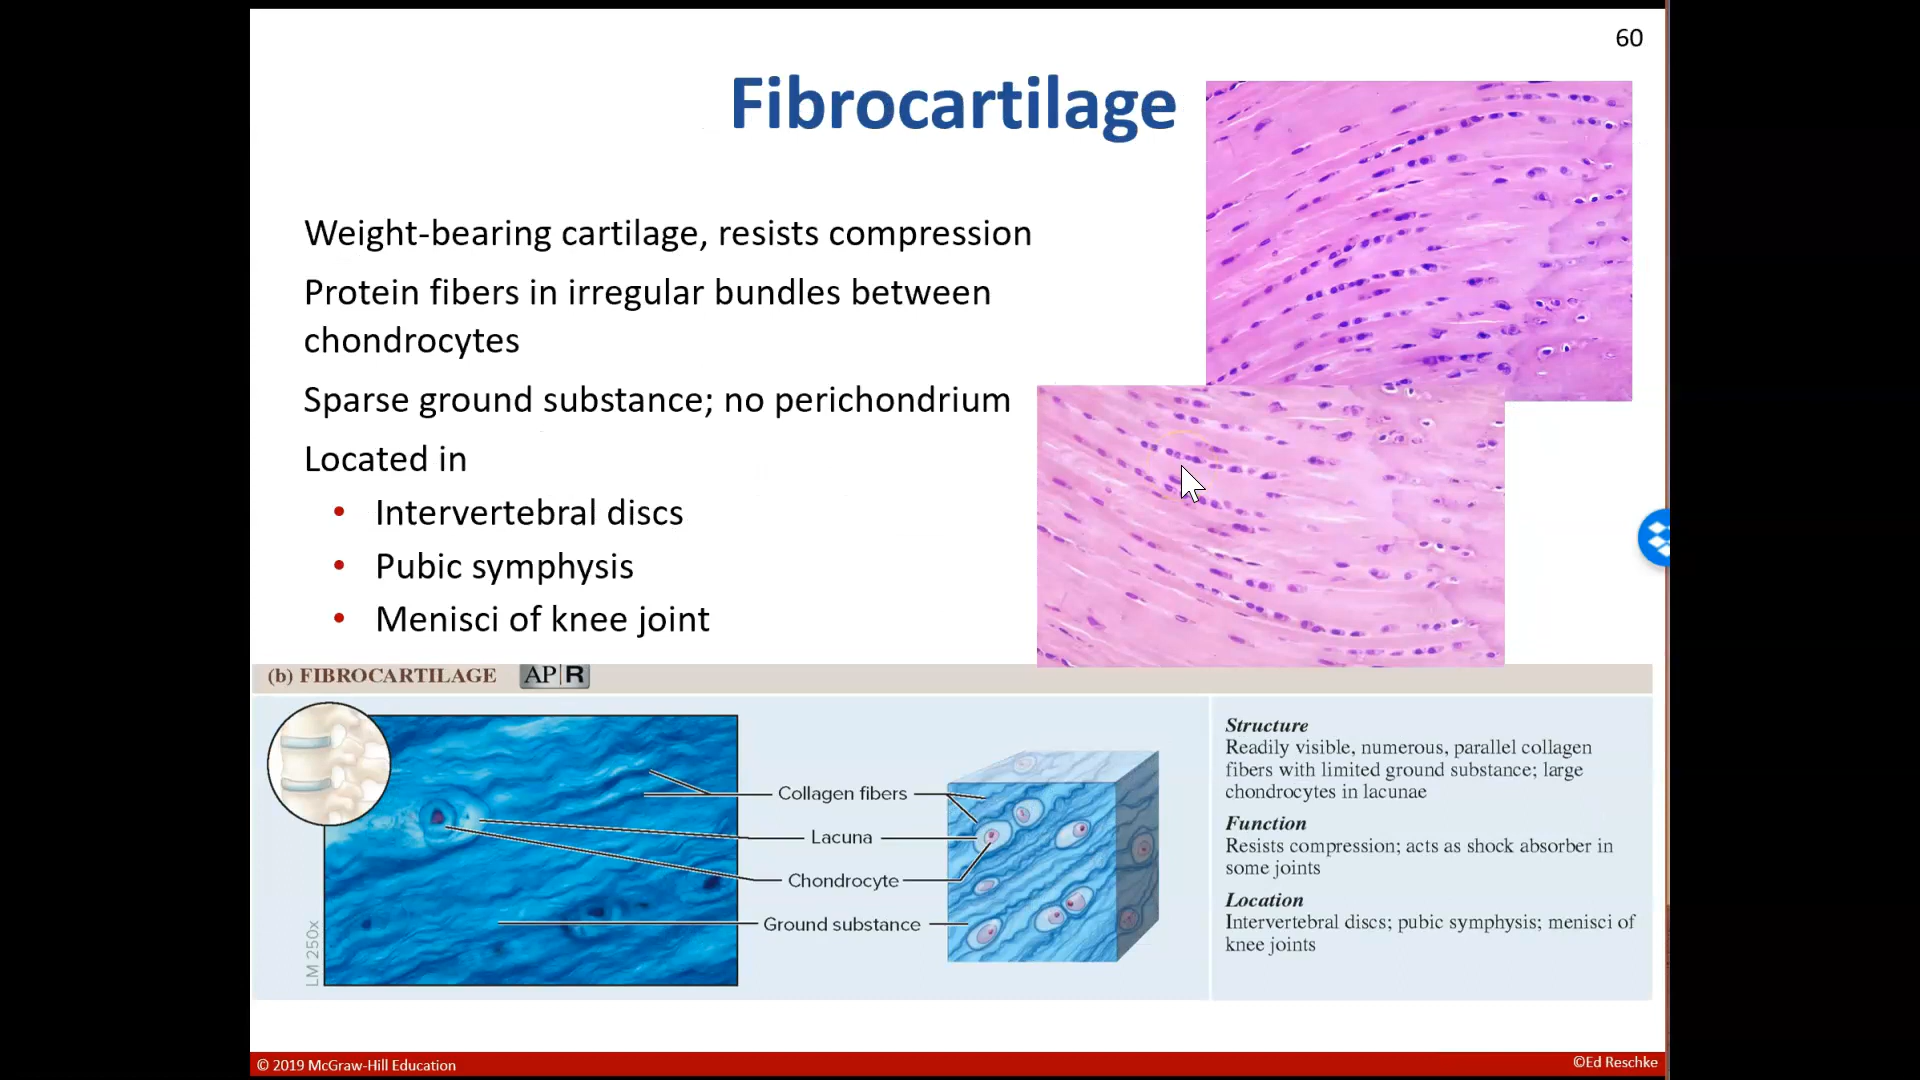 60
Fibrocartilage
Weight-bearing cartilage, resists compression
Protein fibers in irregular bundles between
chondrocytes
Sparse ground substance; no perichondrium
Located in
• Intervertebral discs
• Pubic symphysis
• Menisci of knee joint
(b) FIBROCARTILAGE AP|R
Collagen fibers
Lacuna
Chondrocyte
Ground substance
LM 250x
Structure
Readily visible, numerous, parallel collagen
fibers with limited ground substance; large
chondrocytes in lacunae
Function
Resists compression; acts as shock absorber in
some joints
Location
Intervertebral discs; pubic symphysis; menisci of
knee joints
© 2019 McGraw-Hill Education
©Ed Reschke